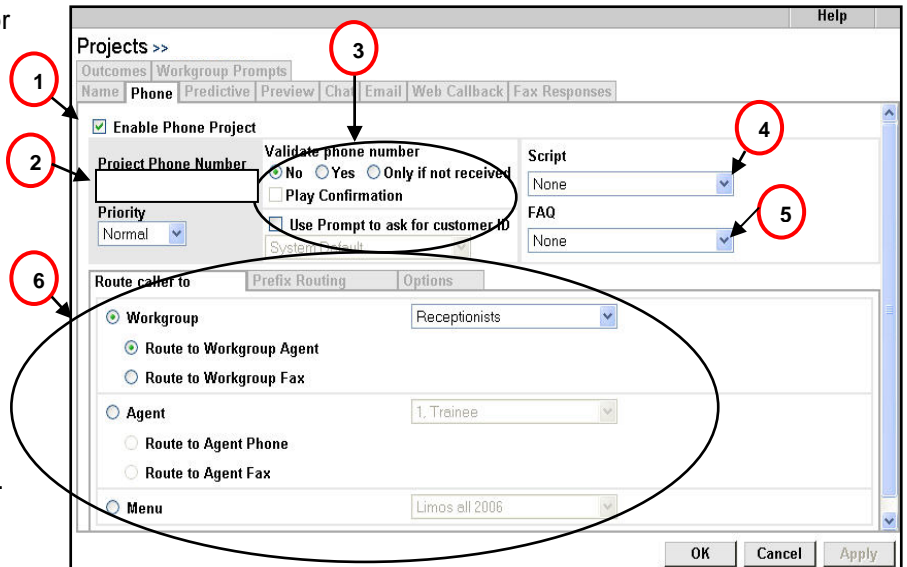 or
Help
Projects >>
3
Outcomes Workgroup Prompts
1
Name Phone Predictive Preview Chat Email Web Callback Fax Responses
Enable Phone Project
4
2
Project Phone Number
Validate phone number
No Yes Only if not received
Play Confirmation
Script
None
Priority
Normal
Use Prompt to ask for customer ID
System Default
FAQ
None
5
6
Route caller to Prefix Routing Options
Workgroup Receptionists
Route to Workgroup Agent
Route to Workgroup Fax
Agent 1, Trainee
Route to Agent Phone
Route to Agent Fax
.
Menu Limos all 2006
OK Cancel Apply